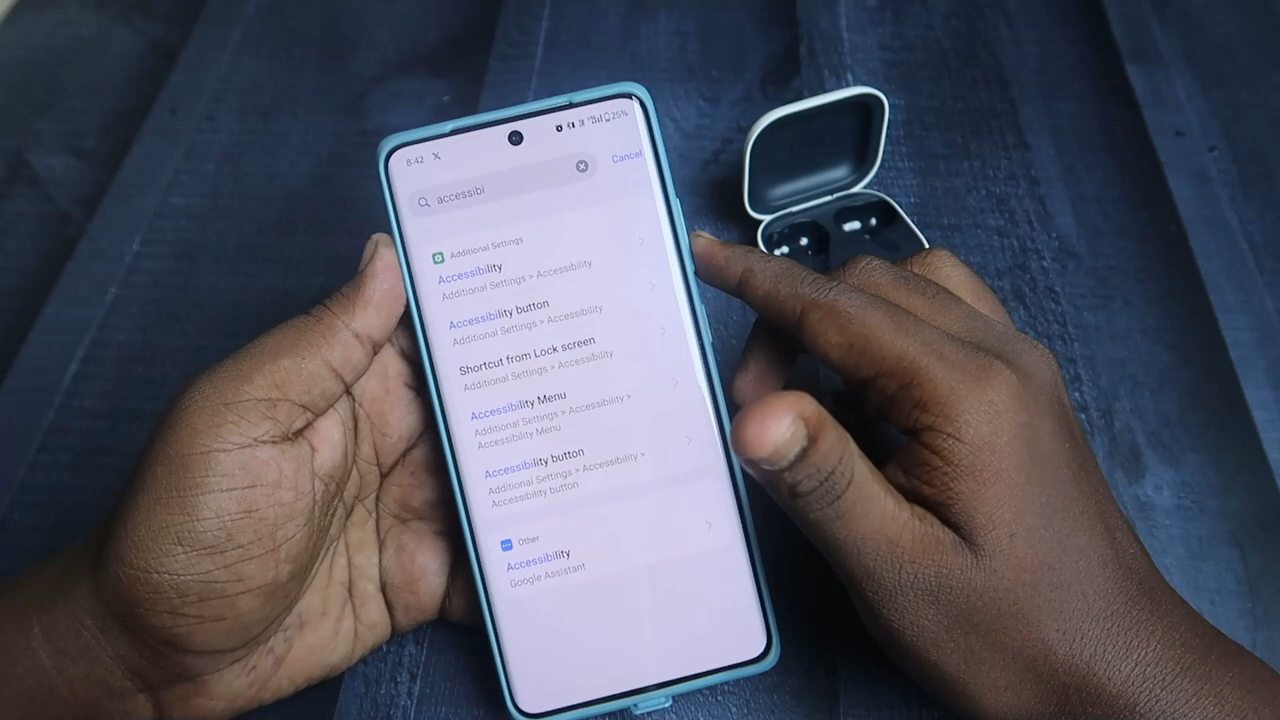 8:42
25%
accessibi
Cancel
Additional Settings
Accessibility
Additional Settings > Accessibility
Accessibility button
Additional Settings > Accessibility
Shortcut from Lock screen
Additional Settings > Accessibility
Accessibility Menu
Additional Settings > Accessibility >
Accessibility Menu
Accessibility button
Additional Settings > Accessibility >
Accessibility button
Other
Accessibility
Google Assistant